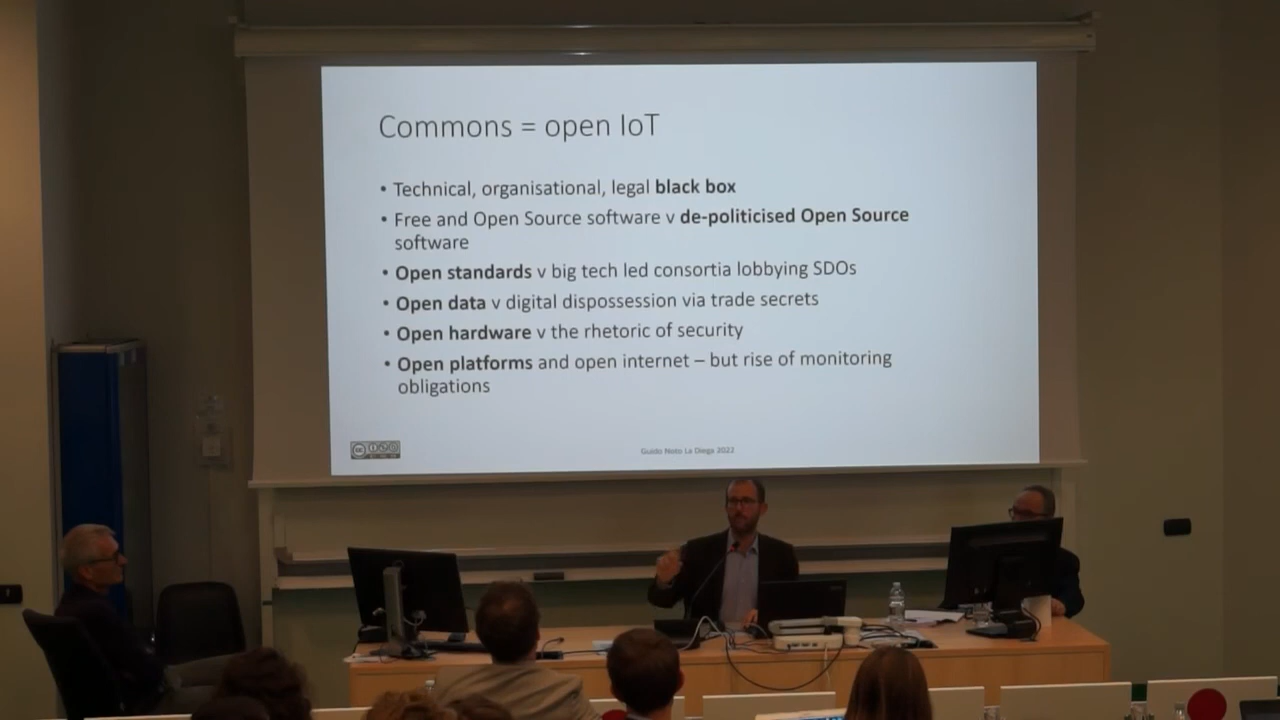 Commons = open IoT
• Technical, organisational, legal black box
• Free and Open Source software v de-politicised Open Source
software
• Open standards v big tech led consortia lobbying SDOs
• Open data v digital dispossession via trade secrets
• Open hardware v the rhetoric of security
• Open platforms and open internet – but rise of monitoring
obligations
cc
Guido Noto La Diega 2022